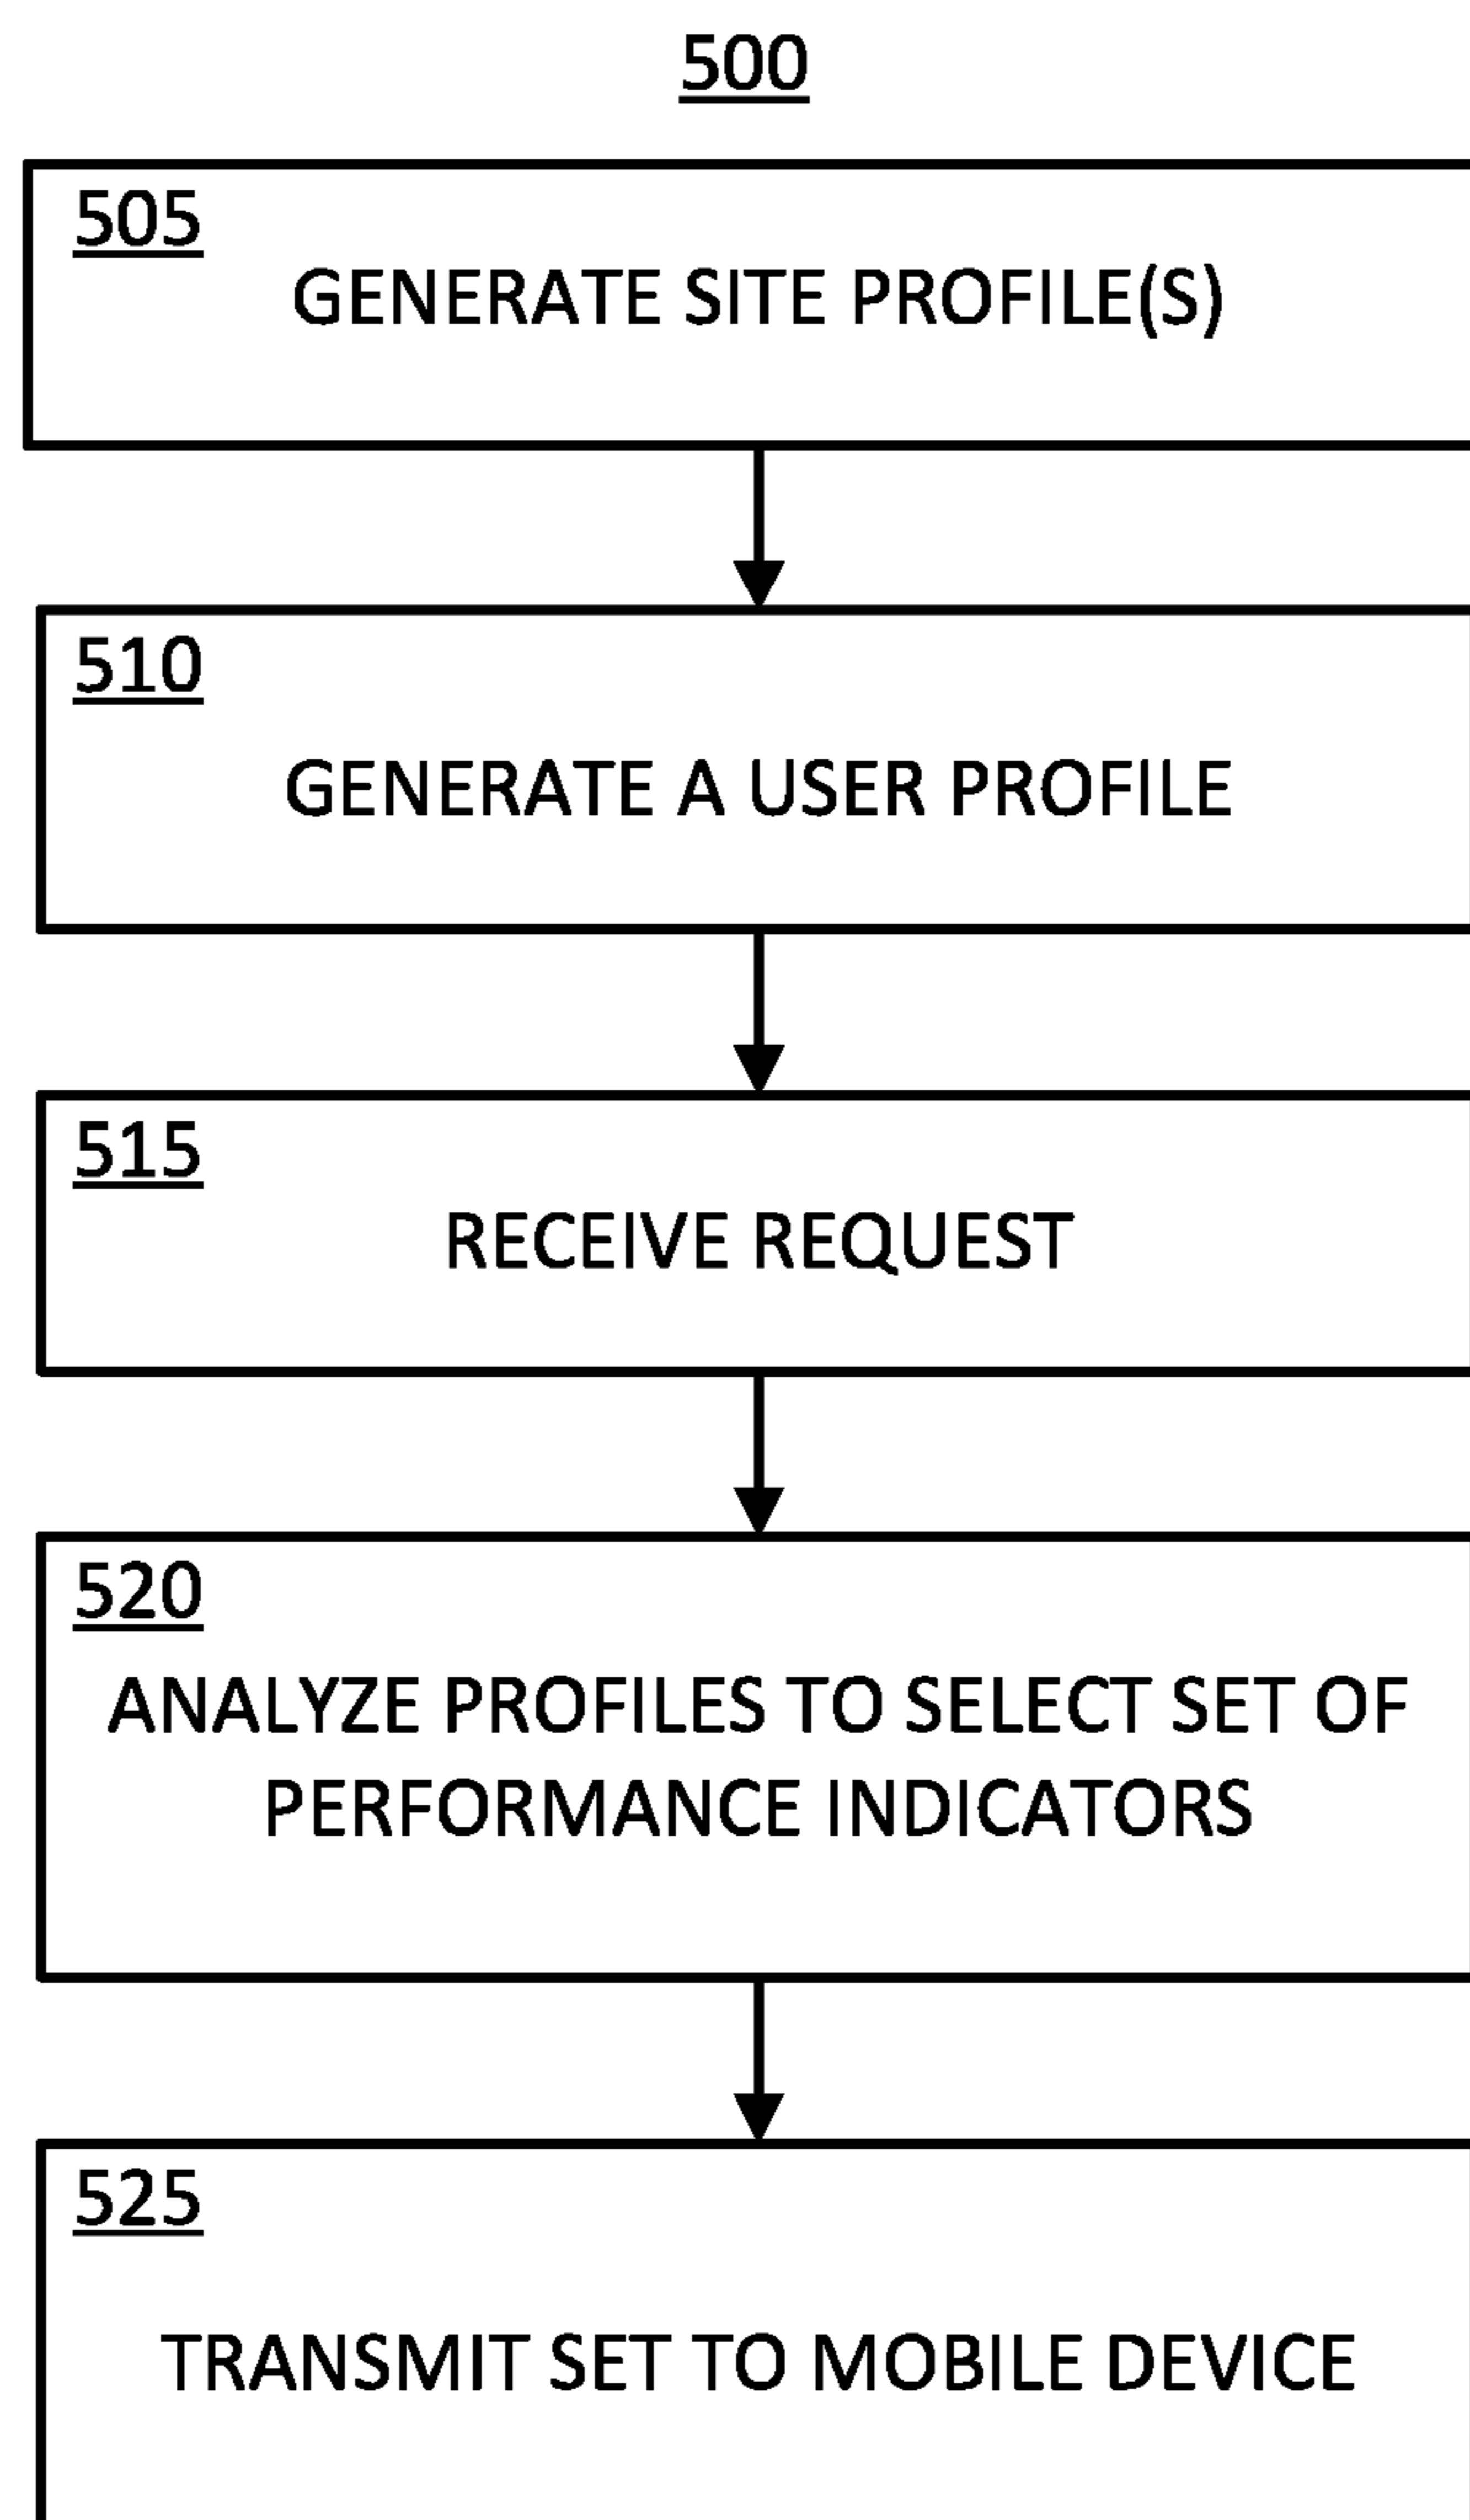 500
505
GENERATE SITE PROFILE(S)
510
GENERATE A USER PROFILE
515
RECEIVE REQUEST
520
ANALYZE PROFILES TO SELECT SET OF
PERFORMANCE INDICATORS
525
TRANSMIT SET TO MOBILE DEVICE